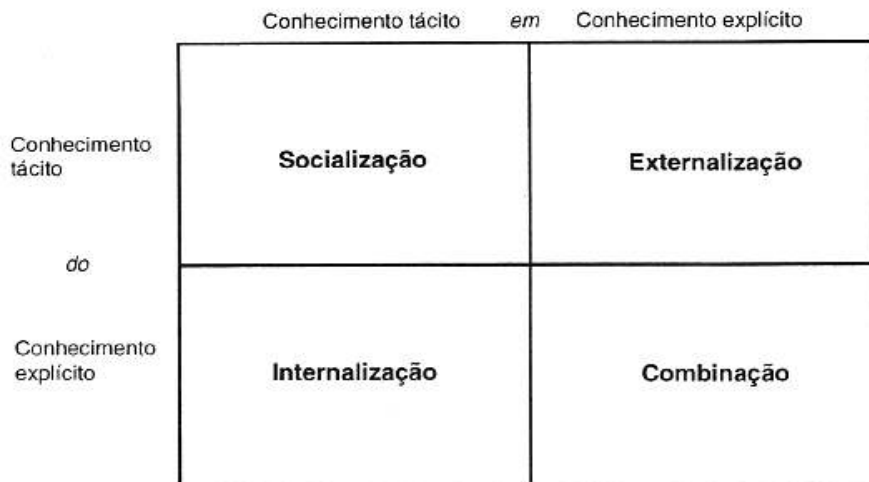 Conhecimento tácito em Conhecimento explícito
Conhecimento
tácito
Socialização
Externalização
do
Conhecimento
explícito
Internalização
Combinação